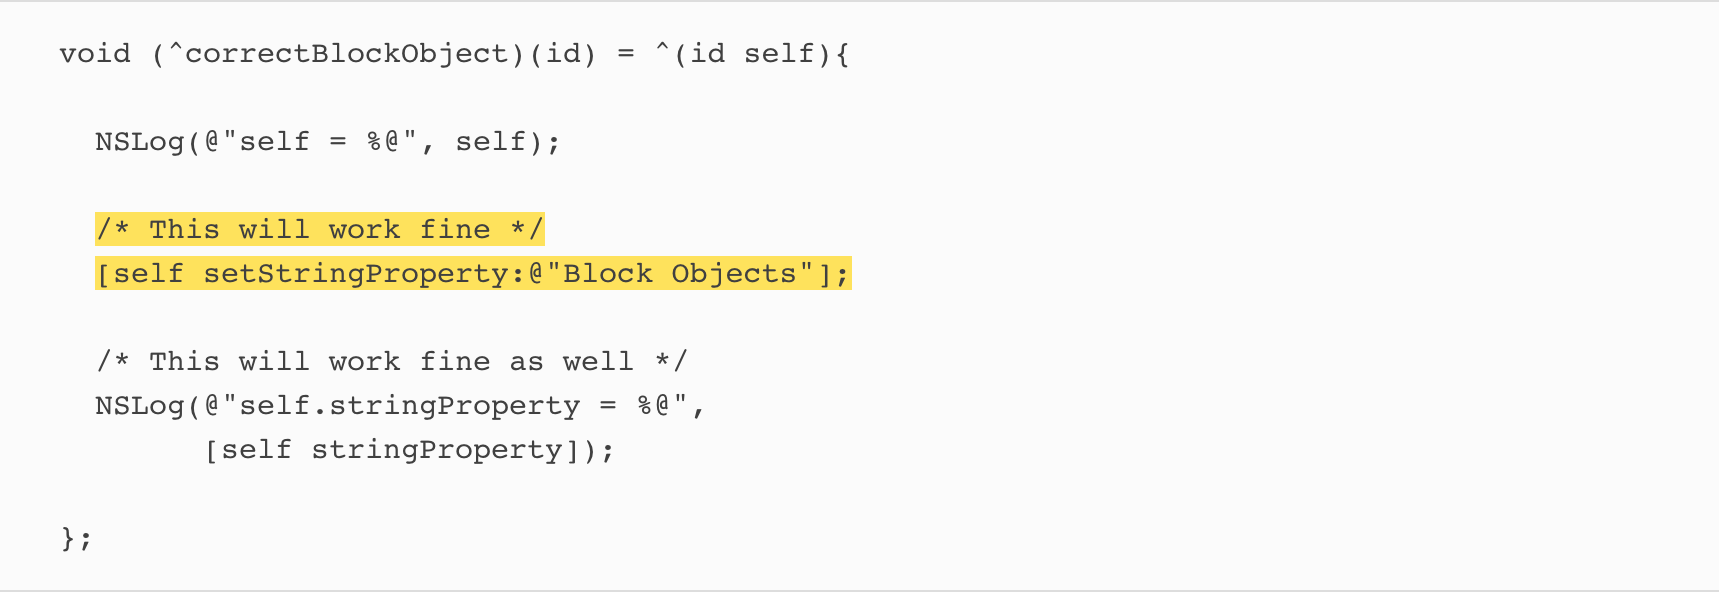 void (^correctBlockObject)(id) = ^(id self){
NSLog(@"self = %@", self);
/* This will work fine */
[self setStringProperty:@"Block Objects"];
/* This will work fine as well */
NSLog(@"self.stringProperty = %@",
[self stringProperty]);
};